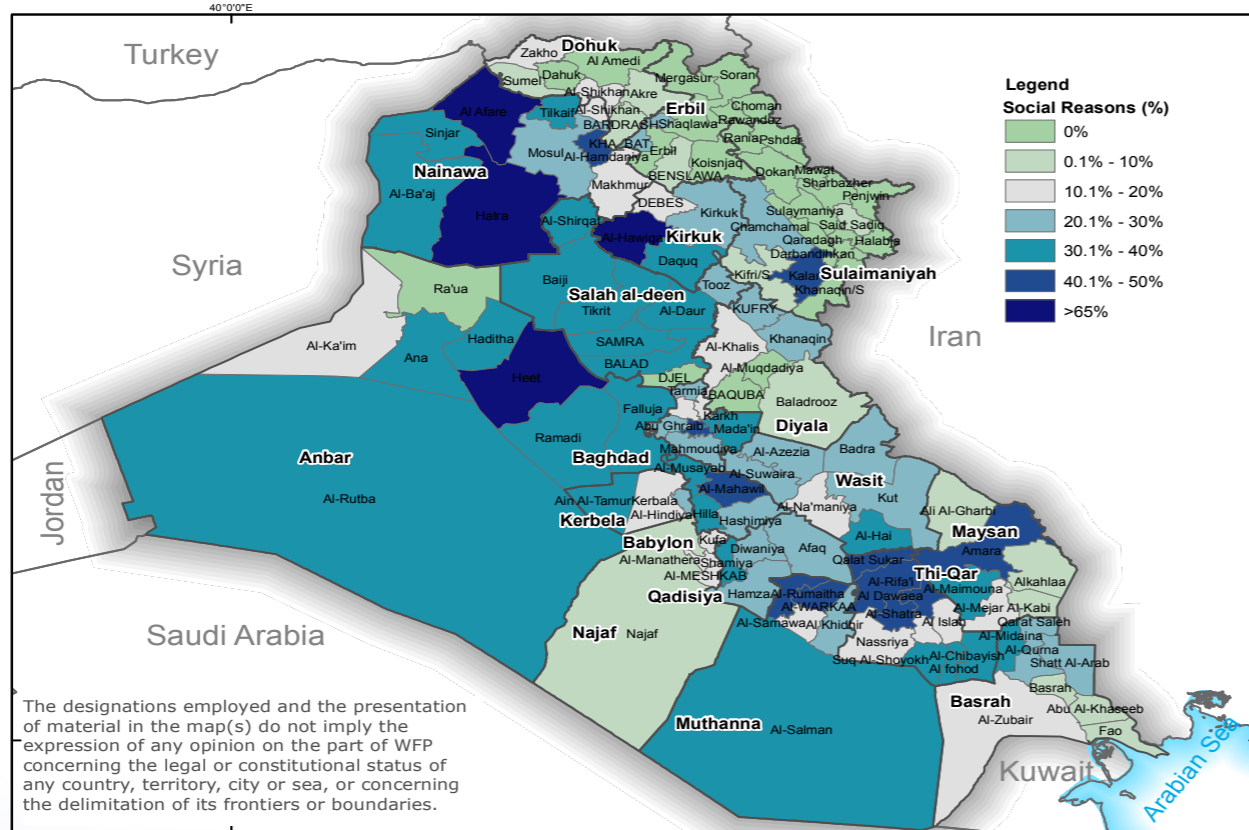 40°0'0"E
Turkey
Syria
Jordan
Saudi Arabia
Iran
Kuwait
Arabian Sea
Legend
Social Reasons (%)
0%
0.1% - 10%
10.1% - 20%
20.1% - 30%
30.1% - 40%
40.1% - 50%
>65%
Zakho
Dohuk
Al Amedi
Sumel
Dahuk
Mergasur
Soran
Al-Shikhan
Akre
Al Afare
Tilkaif
Al-Shikhan
Erbil
Choman
BARDRASH
Shaqlawa
Rawanduz
Sinjar
Mosul
KHA_BAT
Erbil
Rania
Pshdar
Al-Hamdaniya
Nainawa
Koisnjaq
Al-Ba'aj
Makhmur
BENSLAWA
Dokan
Mawat
Sharbazher
Penjwin
DEBES
Hatra
Al-Shirqat
Kirkuk
Sulaymaniya
Said Sadiq
Al-Hawiga
Kirkuk
Chamchamal
Qaradagh
Halabja
Daquq
Darbandihkan
Ra'ua
Baiji
Tooz
Kifri/S
Kalar
Sulaimaniyah
Khanaqin/S
Salah al-deen
Tikrit
Al-Daur
KUFRY
Khanaqin
Al-Ka'im
Ana
Haditha
SAMRA
Al-Khalis
BALAD
Al-Muqdadiya
Heet
DJEL
Tarmia
BAQUBA
Baladrooz
Falluja
Karkh
Abu Ghraib
Mada'in
Diyala
Ramadi
Baghdad
Mahmoudiya
Al-Azezia
Badra
Anbar
Al-Musayab
Al-Suwaira
Wasit
Al-Rutba
Ain Al-Tamur
Kerbala
Al-Mahawil
Al-Na'maniya
Kut
Al-Hindiya
Hilla
Ali Al-Gharbi
Kerbela
Hashimiya
Maysan
Babylon
Kufa
Diwaniya
Afaq
Al-Hai
Amara
Al-Manathera
Shamiya
Qalat Sukar
Al-MESHKAB
Thi-Qar
Alkahlaa
Qadisiya
Hamza
Al-Rumaitha
Al-Rifa'i
Al-Maimouna
Al-WARKAA
Al Dawaea
Najaf
Najaf
Al-Samawa
Al Khidhir
Al-Shatra
Al Islah
Al-Mejar Al-Kabi
Qal'at Saleh
Nassriya
Al-Midaina
Suq Al-Shoyokh
Al-Chibayish
Al-Qurna
Al fohod
Shatt Al-Arab
Muthanna
Al-Salman
Basrah
Basrah
Al-Zubair
Abu Al-Khaseeb
Fao
The designations employed and the presentation
of material in the map(s) do not imply the
expression of any opinion on the part of WFP
concerning the legal or constitutional status of
any country, territory, city or sea, or concerning
the delimitation of its frontiers or boundaries.